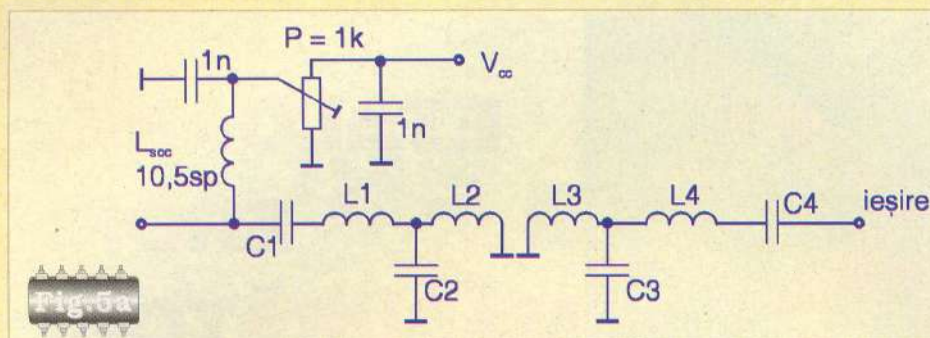 P = 1k
1n
V∞
1n
Lsoc
10,5sp
L1
L2
L3
L4
C4
ieșire
C1
C2
C3
Fig.5a